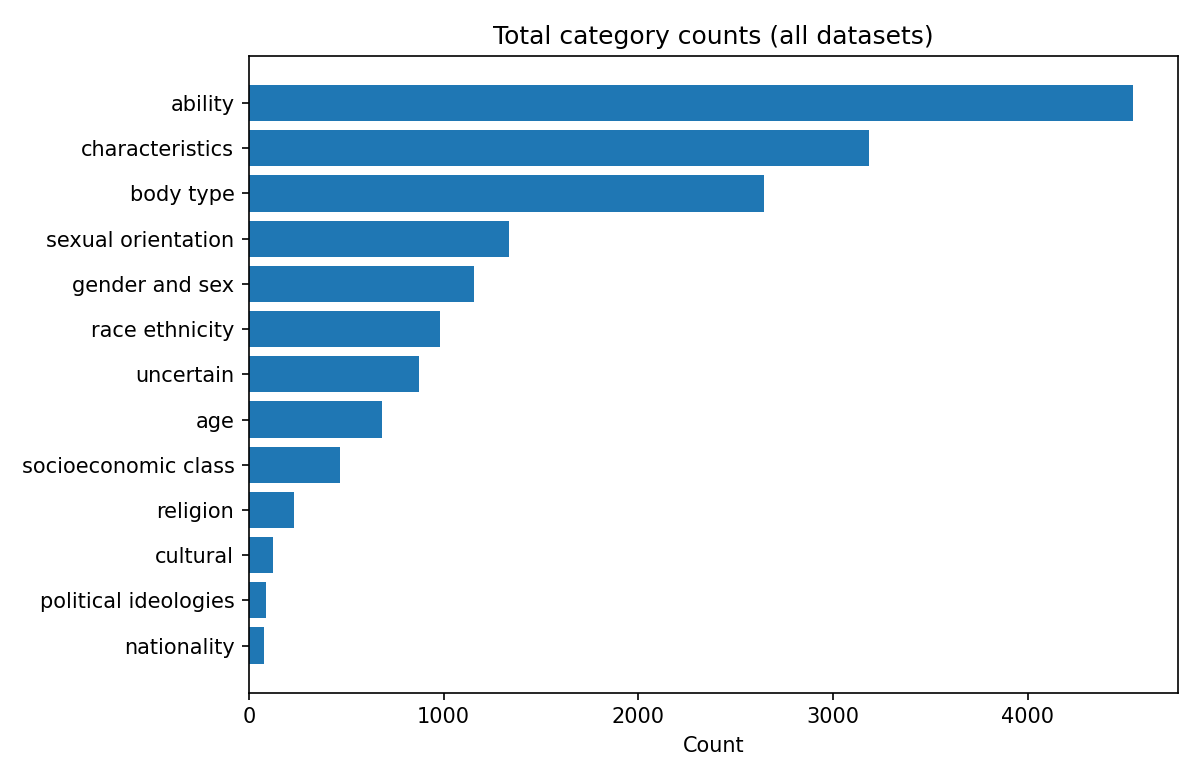 Total category counts (all datasets)
ability
characteristics
body type
sexual orientation
gender and sex
race ethnicity
uncertain
age
socioeconomic class
religion
cultural
political ideologies
nationality
0 1000 2000 3000 4000
Count